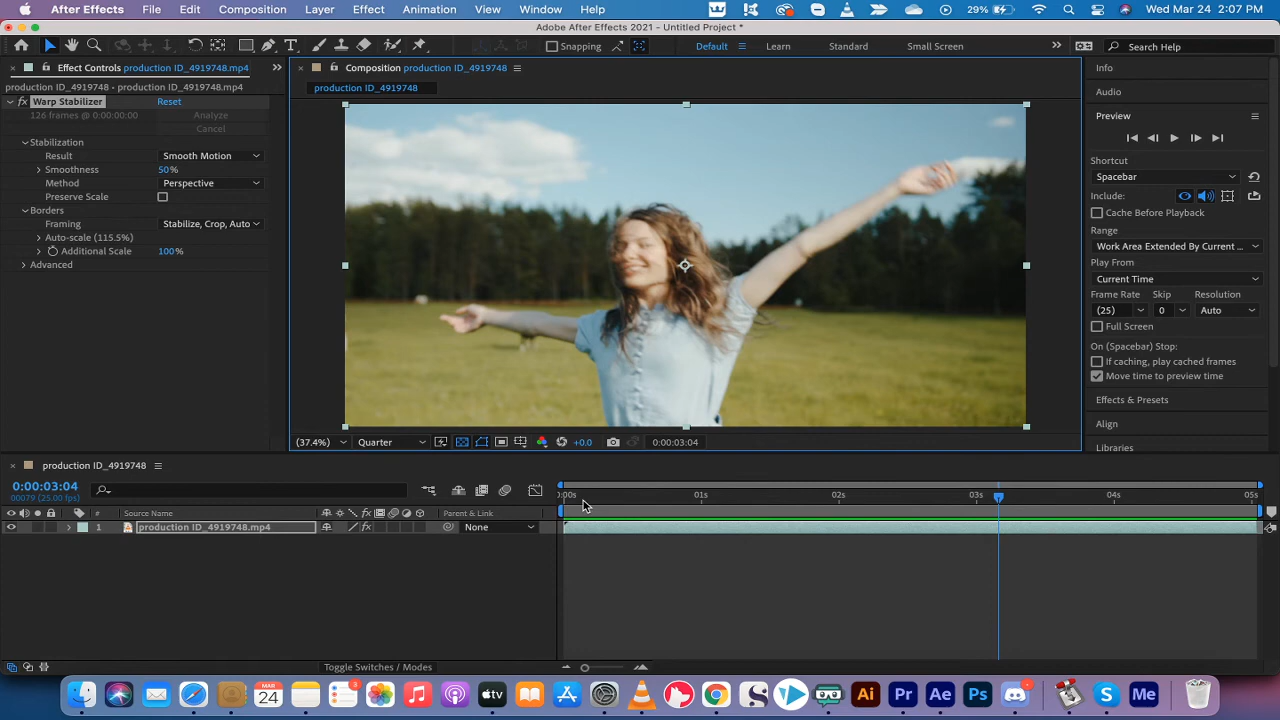 After Effects File Edit Composition Layer Effect Animation View Window Help 29% Wed Mar 24 2:07 PM
Adobe After Effects 2021 - Untitled Project *
Snapping Default Learn Standard Small Screen Search Help
Effect Controls production ID_4919748.mp4
Composition production ID_4919748
Info
production ID_4919748 • production ID_4919748.mp4
production ID_4919748
Audio
fx Warp Stabilizer Reset
126 frames @ 0:00:00:00 Analyze
Cancel
Preview
Stabilization
Result Smooth Motion
Smoothness 50%
Method Perspective
Preserve Scale
Borders
Framing Stabilize, Crop, Auto
Auto-scale (115.5%)
Additional Scale 100%
Advanced
Shortcut
Spacebar
Include:
Cache Before Playback
Range
Work Area Extended By Current ...
Play From
Current Time
Frame Rate Skip Resolution
(25) 0 Auto
Full Screen
On (Spacebar) Stop:
If caching, play cached frames
Move time to preview time
Effects & Presets
Align
Libraries
(37.4%) Quarter +0.0 0:00:03:04
production ID_4919748
0:00:03:04
00079 (25.00 fps)
:00s 01s 02s 03s 04s 05s
# Source Name fx Parent & Link
1 production ID_4919748.mp4 fx None
Toggle Switches / Modes
MAR
24
3
tv
Ai Pr Ae Ps S Me